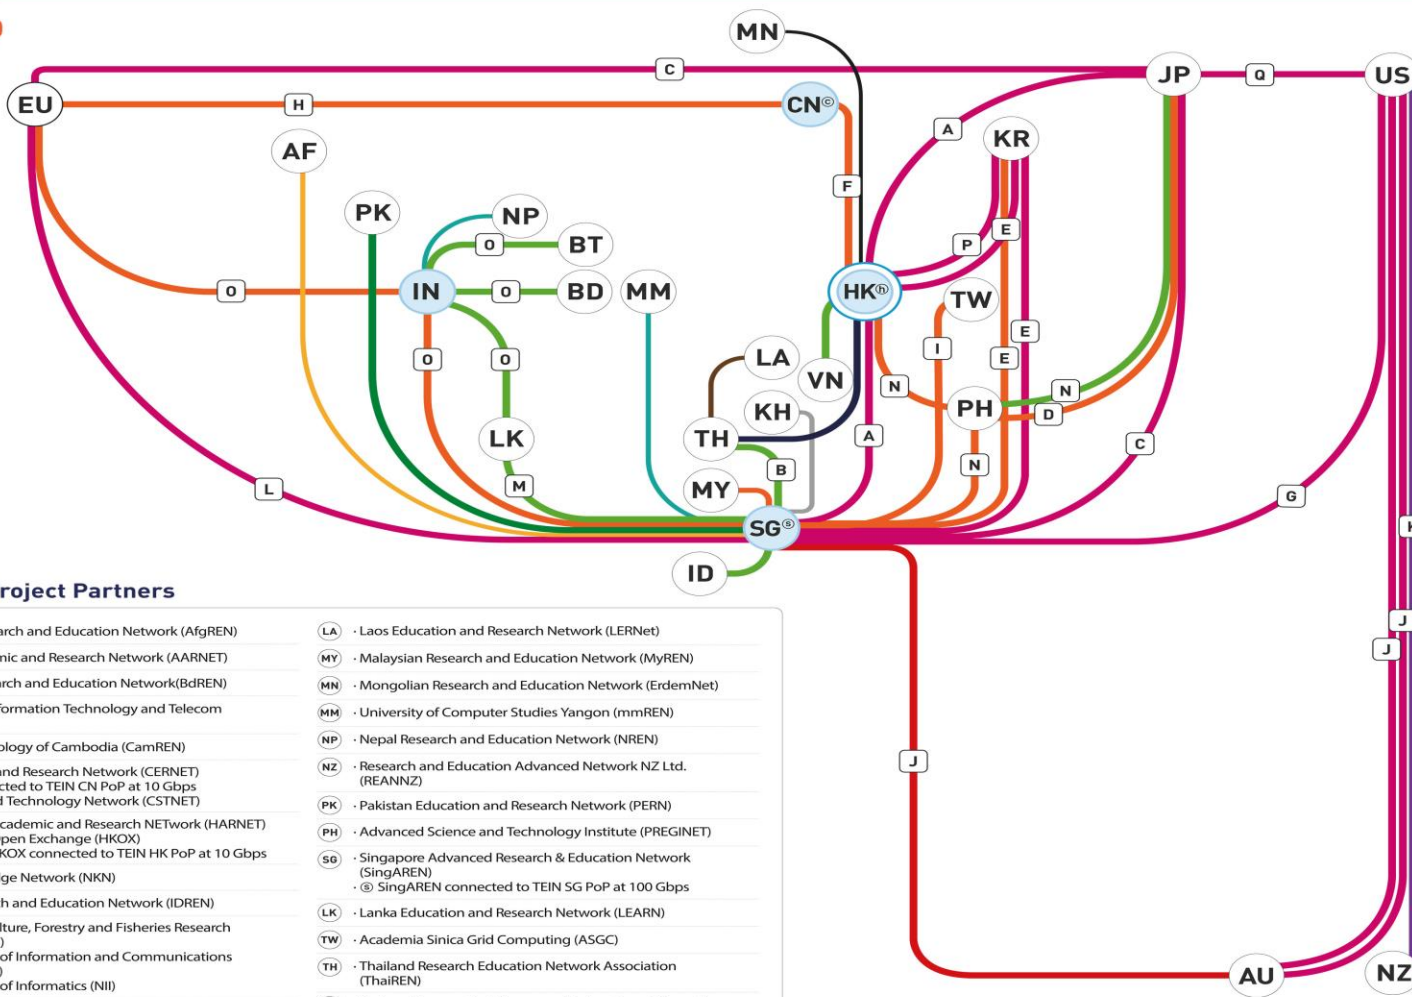 MN
C
JP
Q
US
EU
H
CN©
A
KR
AF
F
PK
NP
O
BT
P
E
O
IN
O
BD
MM
HKⓗ
TW
E
I
O
O
LA
VN
E
N
N
PH
D
KH
LK
TH
A
C
B
N
M
MY
L
G
SGⓢ
ID
J
J
J
AU
NZ
roject Partners
arch and Education Network (AfgREN)
mic and Research Network (AARNET)
rch and Education Network(BdREN)
formation Technology and Telecom
ology of Cambodia (CamREN)
and Research Network (CERNET)
cted to TEIN CN PoP at 10 Gbps
d Technology Network (CSTNET)
cademic and Research NETwork (HARNET)
pen Exchange (HKOX)
KOX connected to TEIN HK PoP at 10 Gbps
ge Network (NKN)
h and Education Network (IDREN)
lture, Forestry and Fisheries Research
)
of Information and Communications
)
of Informatics (NII)
LA · Laos Education and Research Network (LERNet)
MY · Malaysian Research and Education Network (MyREN)
MN · Mongolian Research and Education Network (ErdemNet)
MM · University of Computer Studies Yangon (mmREN)
NP · Nepal Research and Education Network (NREN)
NZ · Research and Education Advanced Network NZ Ltd.
(REANNZ)
PK · Pakistan Education and Research Network (PERN)
PH · Advanced Science and Technology Institute (PREGINET)
SG · Singapore Advanced Research & Education Network
(SingAREN)
· ⓢ SingAREN connected to TEIN SG PoP at 100 Gbps
LK · Lanka Education and Research Network (LEARN)
TW · Academia Sinica Grid Computing (ASGC)
TH · Thailand Research Education Network Association
(ThaiREN)